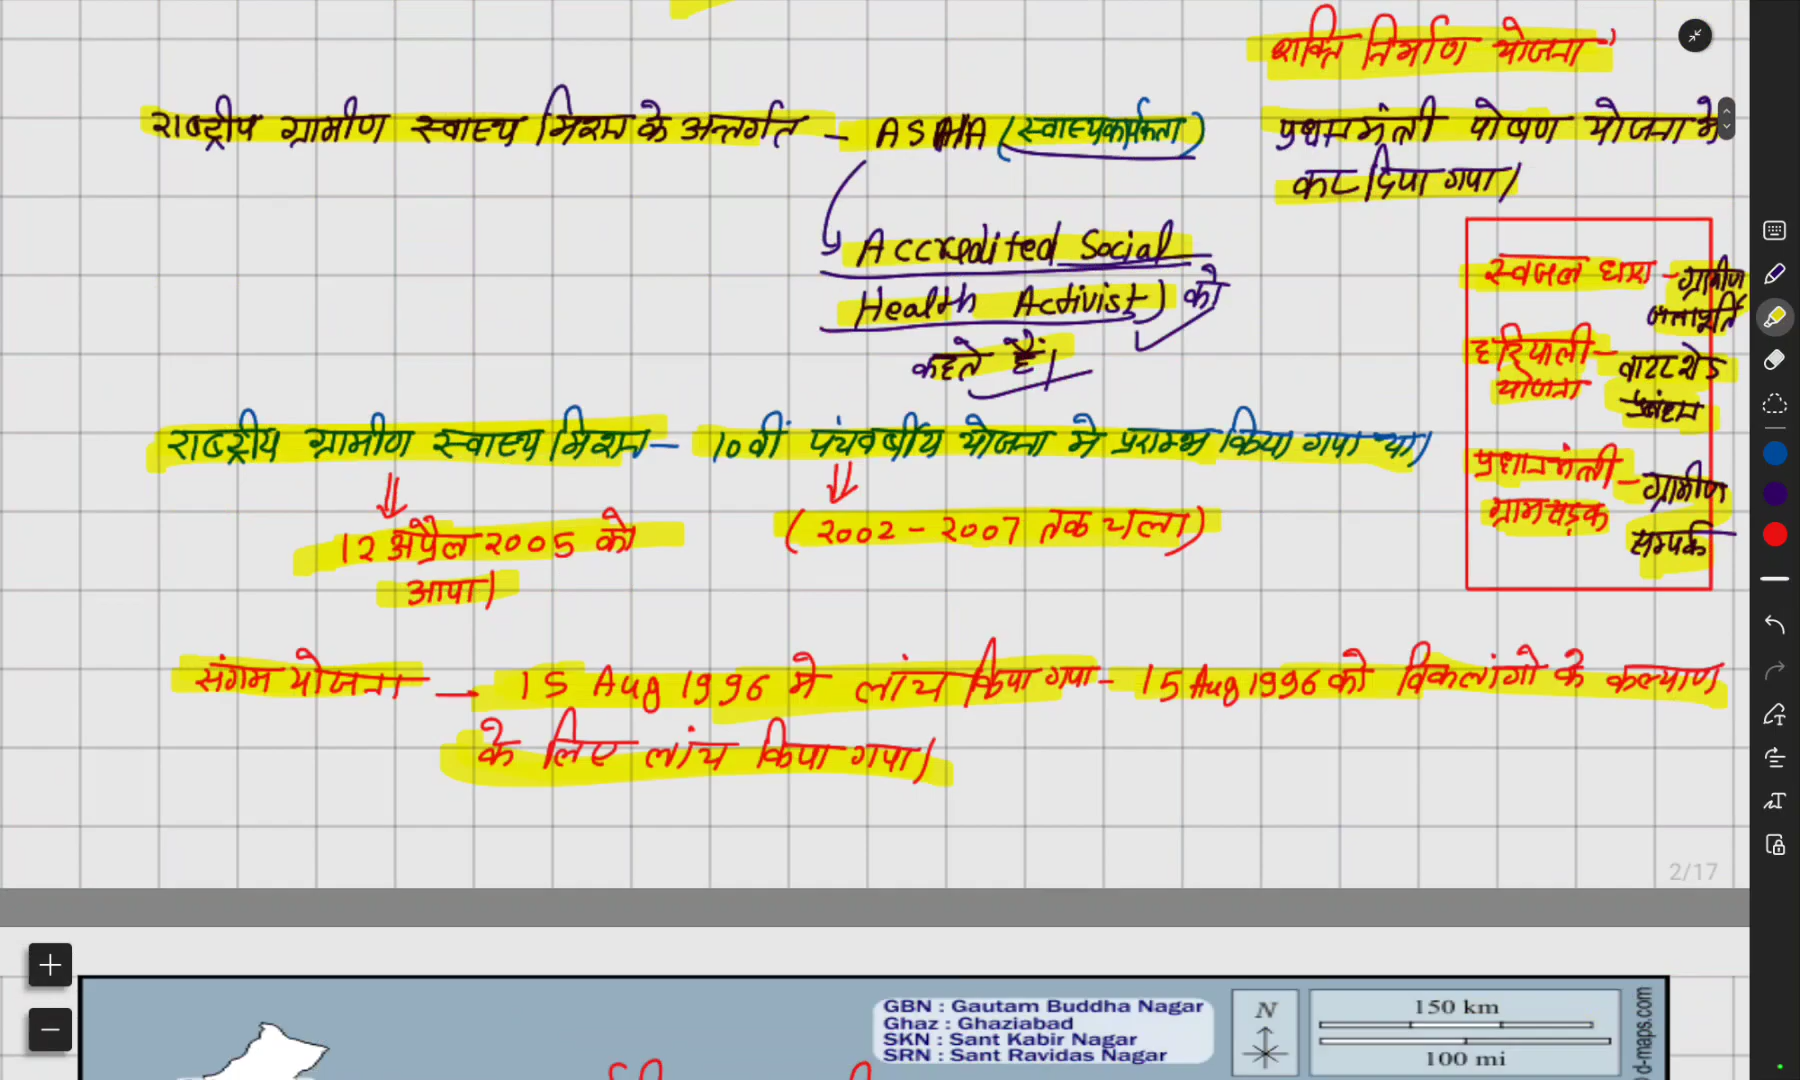 शक्ति निर्माण योजना'
राष्ट्रीय ग्रामीण स्वास्थ्य मिशन के अन्तर्गत - ASHA (स्वास्थ्यकार्यकर्ता)
प्रधानमंत्री पोषण योजना मे
कर दिया गया।
Accredited Social
Health Activist) को
कहते हैं।
स्वजल धारा - ग्रामीण
जलापूर्ति
हरियाली - वाटरशेड
योजना प्रबंधन
राष्ट्रीय ग्रामीण स्वास्थ्य मिशन - 10वीं पंचवर्षीय योजना मे प्रारम्भ किया गया था।
प्रधानमंत्री - ग्रामीण
ग्राम सड़क सम्पर्क
12 अप्रैल 2005 को
आया।
(2002 - 2007 तक चला)
संगम योजना - 15 Aug 1996 मे लांच किया गया - 15 Aug 1996 को विकलांगो के कल्याण
के लिए लांच किया गया।
2/17
GBN : Gautam Buddha Nagar
Ghaz : Ghaziabad
SKN : Sant Kabir Nagar
SRN : Sant Ravidas Nagar
N
150 km
100 mi
d-maps.com